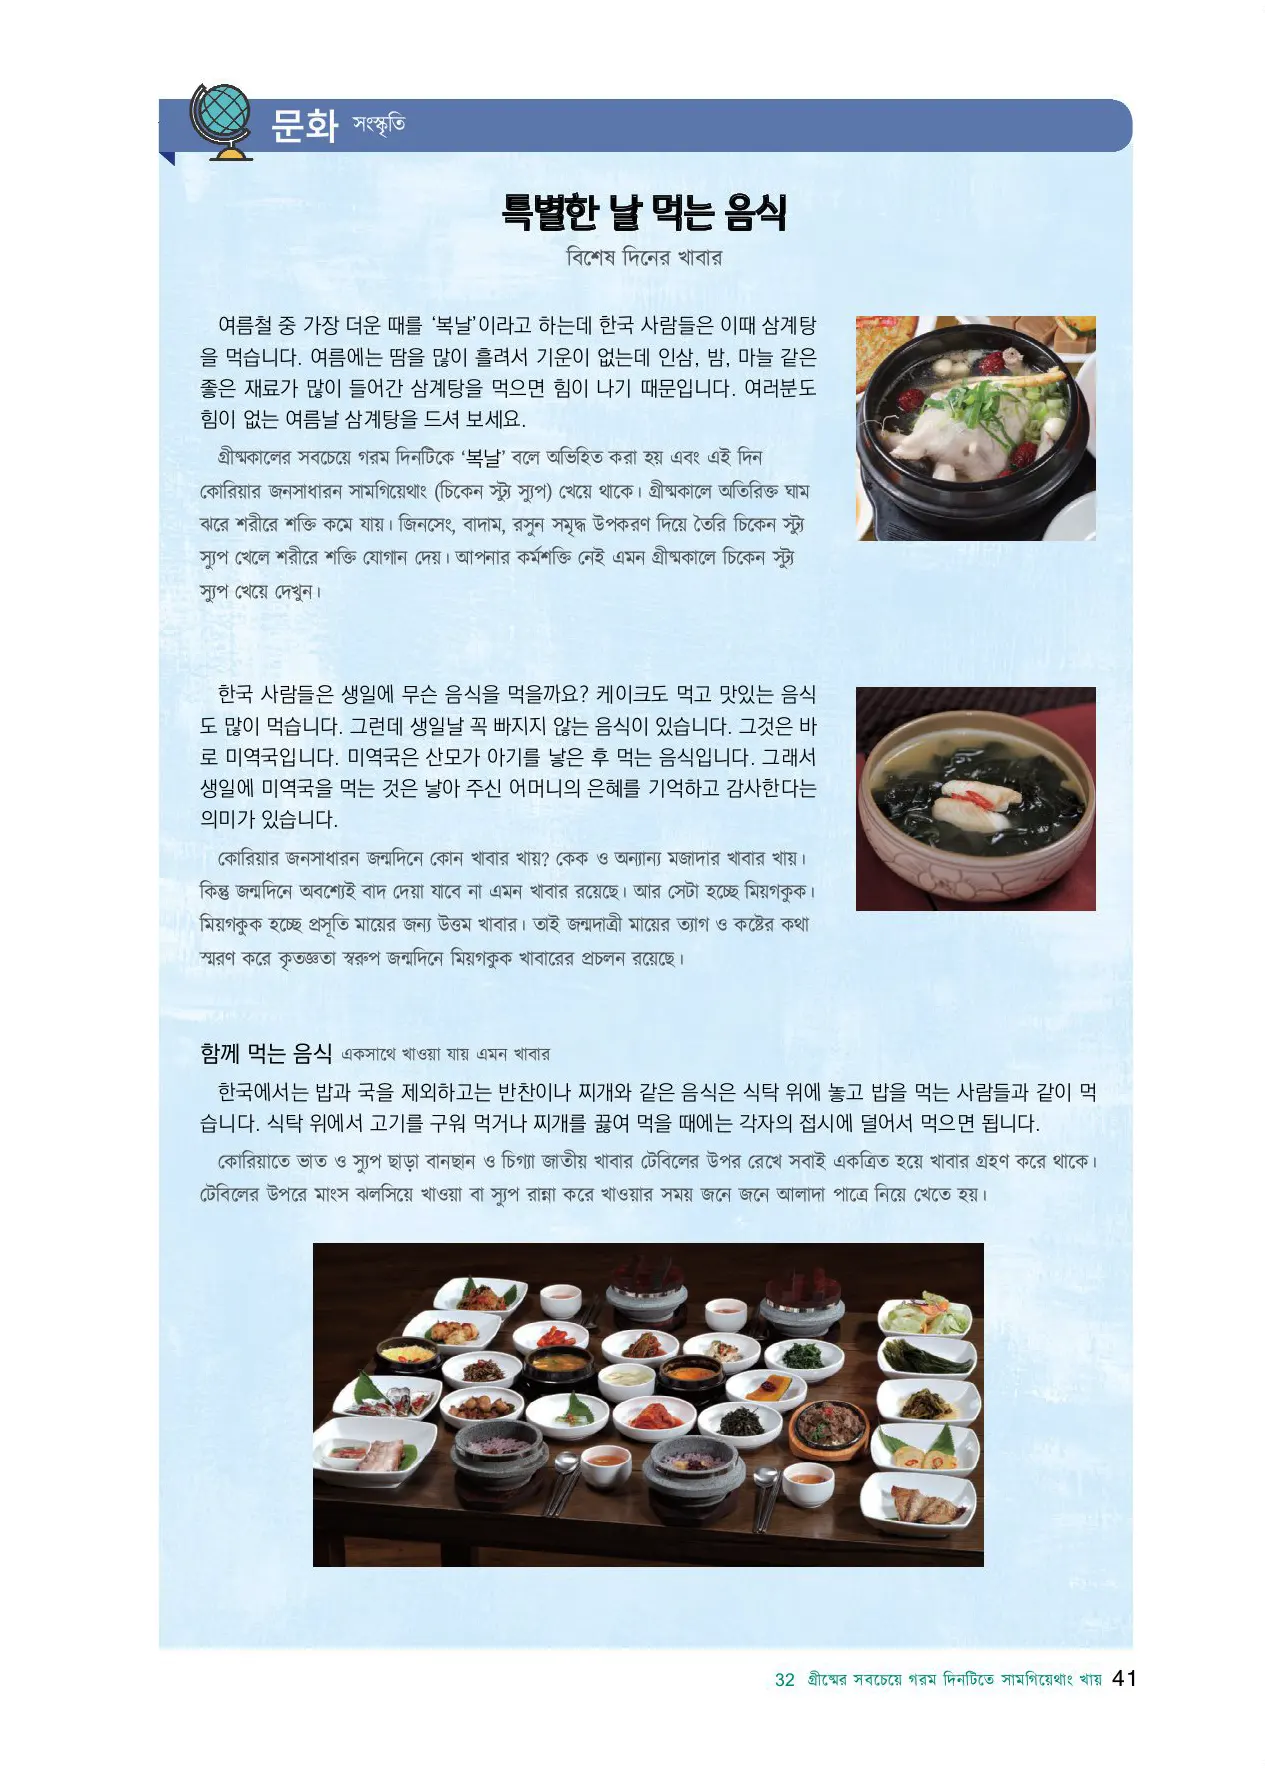 문화 সংস্কৃতি
특별한 날 먹는 음식
বিশেষ দিনের খাবার
여름철 중 가장 더운 때를 ‘복날’이라고 하는데 한국 사람들은 이때 삼계탕
을 먹습니다. 여름에는 땀을 많이 흘려서 기운이 없는데 인삼, 밤, 마늘 같은
좋은 재료가 많이 들어간 삼계탕을 먹으면 힘이 나기 때문입니다. 여러분도
힘이 없는 여름날 삼계탕을 드셔 보세요.
গ্রীষ্মকালের সবচেয়ে গরম দিনটিকে ‘복날’ বলে অভিহিত করা হয় এবং এই দিন
কোরিয়ার জনসাধারন সামগিয়েথাং (চিকেন স্ট্যু স্যুপ) খেয়ে থাকে। গ্রীষ্মকালে অতিরিক্ত ঘাম
ঝরে শরীরে শক্তি কমে যায়। জিনসেং, বাদাম, রসুন সমৃদ্ধ উপকরণ দিয়ে তৈরি চিকেন স্ট্যু
স্যুপ খেলে শরীরে শক্তি যোগান দেয়। আপনার কর্মশক্তি নেই এমন গ্রীষ্মকালে চিকেন স্ট্যু
স্যুপ খেয়ে দেখুন।
한국 사람들은 생일에 무슨 음식을 먹을까요? 케이크도 먹고 맛있는 음식
도 많이 먹습니다. 그런데 생일날 꼭 빠지지 않는 음식이 있습니다. 그것은 바
로 미역국입니다. 미역국은 산모가 아기를 낳은 후 먹는 음식입니다. 그래서
생일에 미역국을 먹는 것은 낳아 주신 어머니의 은혜를 기억하고 감사한다는
의미가 있습니다.
কোরিয়ার জনসাধারন জন্মদিনে কোন খাবার খায়? কেক ও অন্যান্য মজাদার খাবার খায়।
কিন্তু জন্মদিনে অবশ্যেই বাদ দেয়া যাবে না এমন খাবার রয়েছে। আর সেটা হচ্ছে মিয়গকুক।
মিয়গকুক হচ্ছে প্রসূতি মায়ের জন্য উত্তম খাবার। তাই জন্মদাত্রী মায়ের ত্যাগ ও কষ্টের কথা
স্মরণ করে কৃতজ্ঞতা স্বরুপ জন্মদিনে মিয়গকুক খাবারের প্রচলন রয়েছে।
함께 먹는 음식 একসাথে খাওয়া যায় এমন খাবার
한국에서는 밥과 국을 제외하고는 반찬이나 찌개와 같은 음식은 식탁 위에 놓고 밥을 먹는 사람들과 같이 먹
습니다. 식탁 위에서 고기를 구워 먹거나 찌개를 끓여 먹을 때에는 각자의 접시에 덜어서 먹으면 됩니다.
কোরিয়াতে ভাত ও স্যুপ ছাড়া বানছান ও চিগ্যা জাতীয় খাবার টেবিলের উপর রেখে সবাই একত্রিত হয়ে খাবার গ্রহণ করে থাকে।
টেবিলের উপরে মাংস ঝলসিয়ে খাওয়া বা স্যুপ রান্না করে খাওয়ার সময় জনে জনে আলাদা পাত্রে নিয়ে খেতে হয়।
32 গ্রীষ্মের সবচেয়ে গরম দিনটিতে সামগিয়েথাং খায় 41